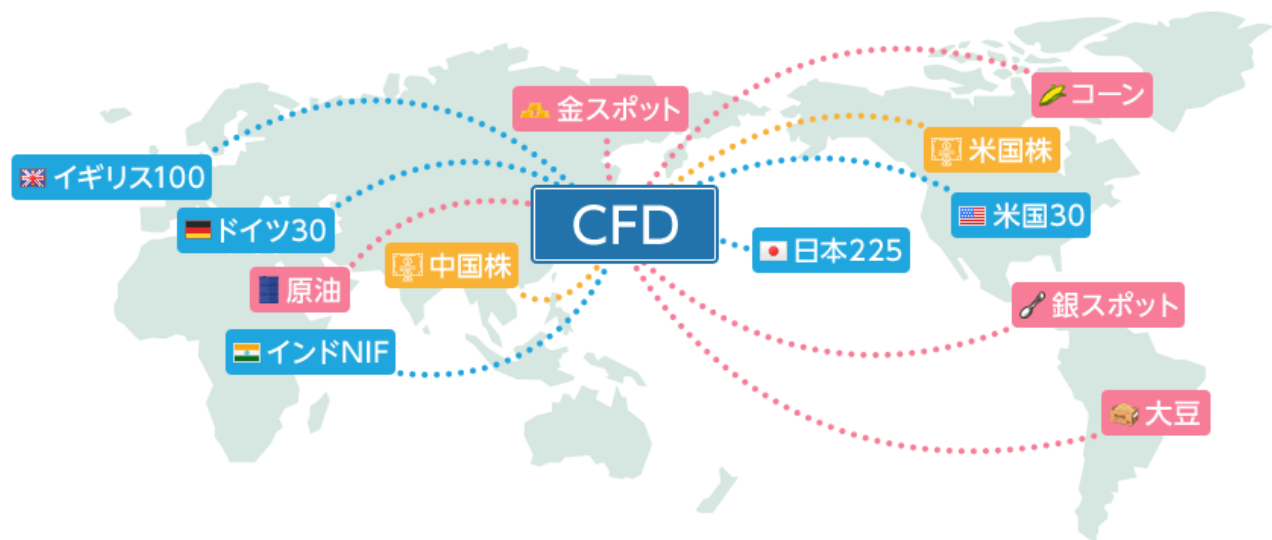 コーン
金スポット
米国株
イギリス100
米国30
ドイツ30
CFD
日本225
中国株
原油
銀スポット
インドNIF
大豆